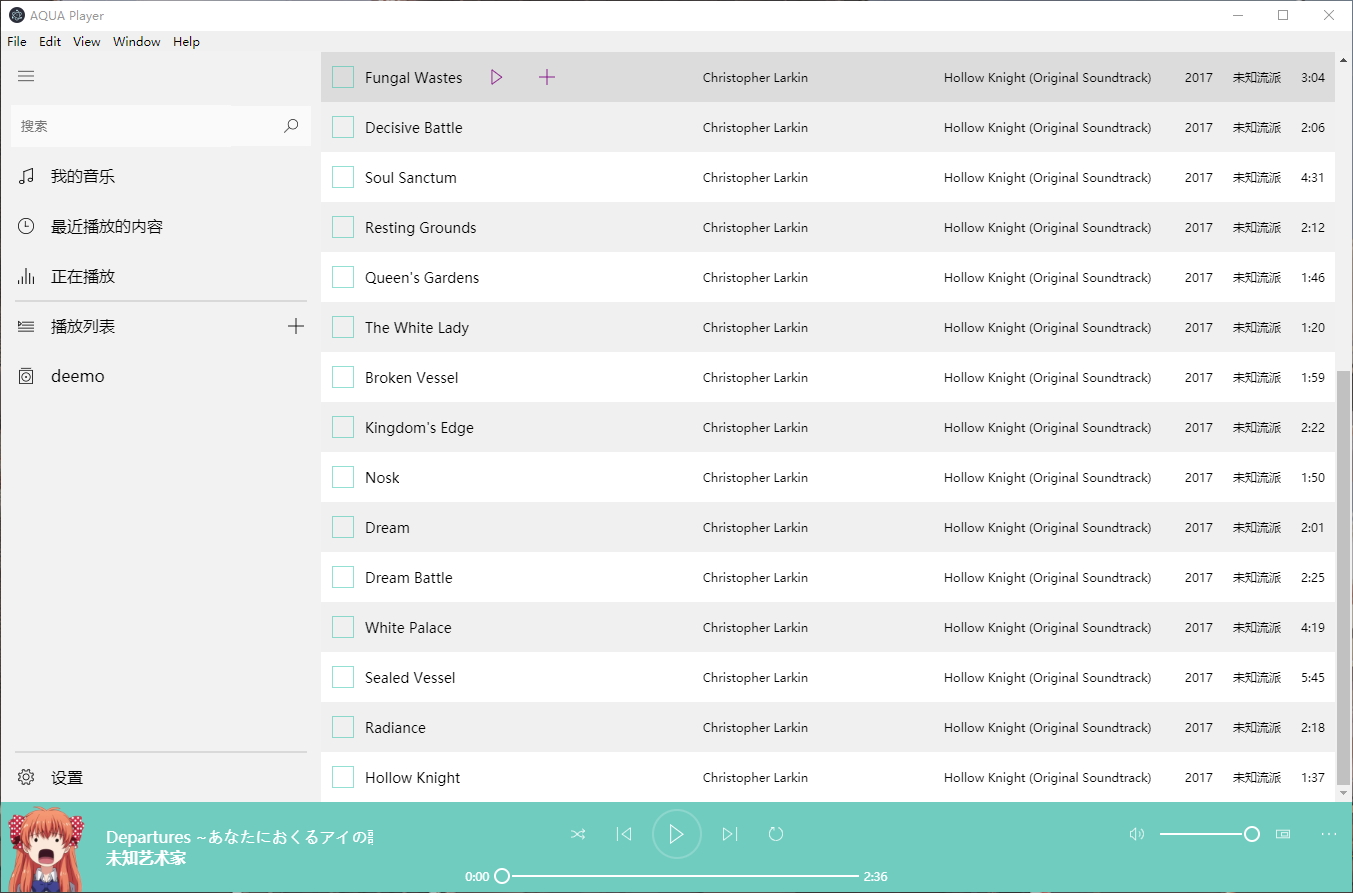 AQUA Player
File Edit View Window Help
搜索
我的音乐
最近播放的内容
正在播放
播放列表
deemo
设置
Fungal Wastes Christopher Larkin Hollow Knight (Original Soundtrack) 2017 未知流派 3:04
Decisive Battle Christopher Larkin Hollow Knight (Original Soundtrack) 2017 未知流派 2:06
Soul Sanctum Christopher Larkin Hollow Knight (Original Soundtrack) 2017 未知流派 4:31
Resting Grounds Christopher Larkin Hollow Knight (Original Soundtrack) 2017 未知流派 2:12
Queen's Gardens Christopher Larkin Hollow Knight (Original Soundtrack) 2017 未知流派 1:46
The White Lady Christopher Larkin Hollow Knight (Original Soundtrack) 2017 未知流派 1:20
Broken Vessel Christopher Larkin Hollow Knight (Original Soundtrack) 2017 未知流派 1:59
Kingdom's Edge Christopher Larkin Hollow Knight (Original Soundtrack) 2017 未知流派 2:22
Nosk Christopher Larkin Hollow Knight (Original Soundtrack) 2017 未知流派 1:50
Dream Christopher Larkin Hollow Knight (Original Soundtrack) 2017 未知流派 2:01
Dream Battle Christopher Larkin Hollow Knight (Original Soundtrack) 2017 未知流派 2:25
White Palace Christopher Larkin Hollow Knight (Original Soundtrack) 2017 未知流派 4:19
Sealed Vessel Christopher Larkin Hollow Knight (Original Soundtrack) 2017 未知流派 5:45
Radiance Christopher Larkin Hollow Knight (Original Soundtrack) 2017 未知流派 2:18
Hollow Knight Christopher Larkin Hollow Knight (Original Soundtrack) 2017 未知流派 1:37
Departures ~あなたにおくるアイの
未知艺术家
0:00 2:36